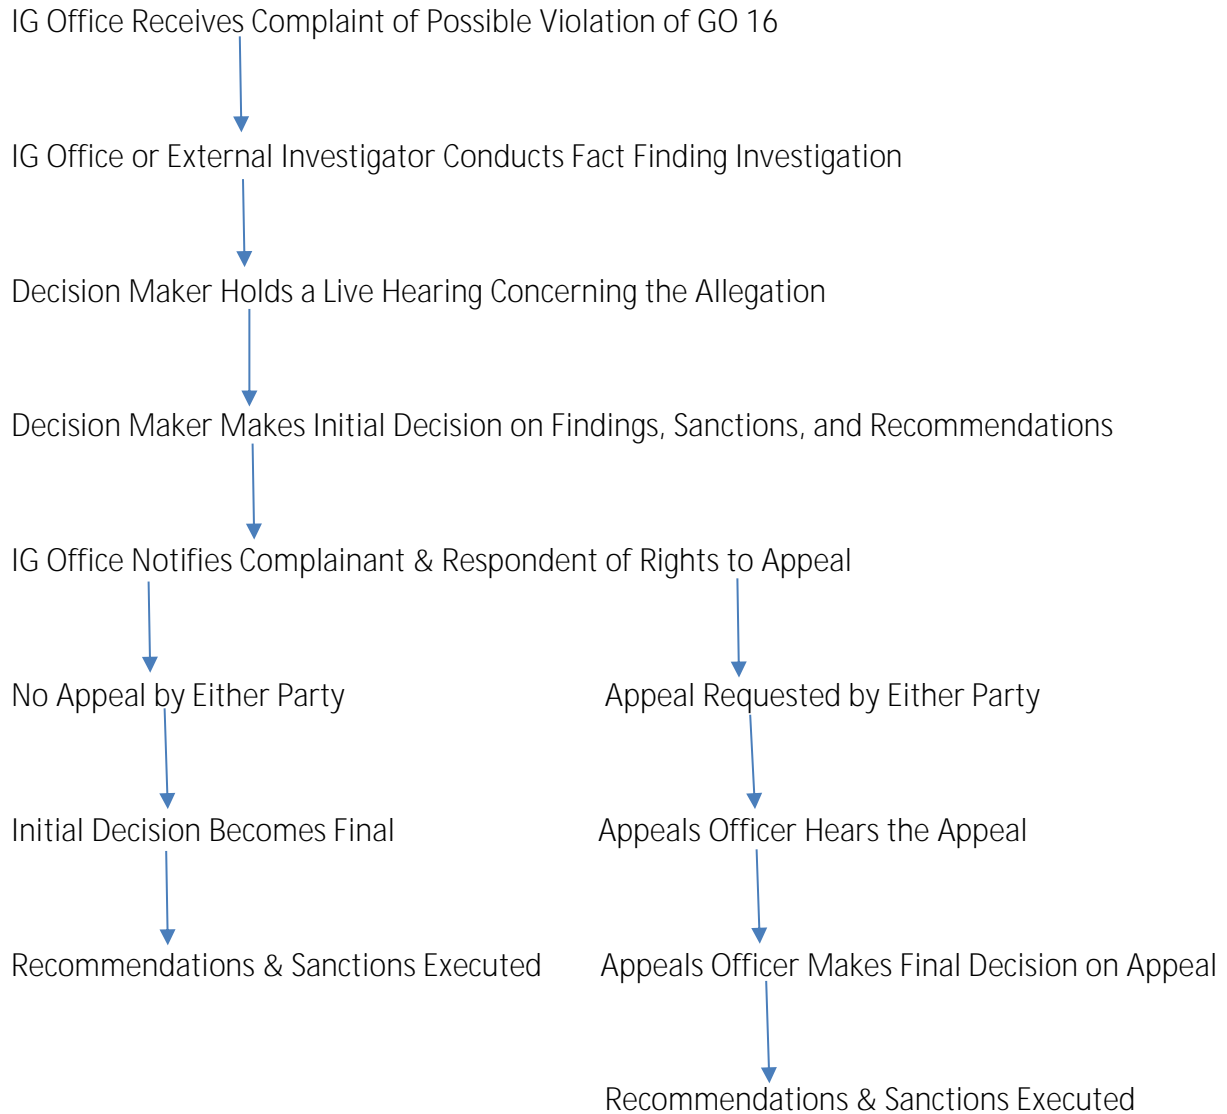 IG Office Receives Complaint of Possible Violation of GO 16
IG Office or External Investigator Conducts Fact Finding Investigation
Decision Maker Holds a Live Hearing Concerning the Allegation
Decision Maker Makes Initial Decision on Findings, Sanctions, and Recommendations
IG Office Notifies Complainant & Respondent of Rights to Appeal
No Appeal by Either Party
Appeal Requested by Either Party
Initial Decision Becomes Final
Appeals Officer Hears the Appeal
Recommendations & Sanctions Executed
Appeals Officer Makes Final Decision on Appeal
Recommendations & Sanctions Executed